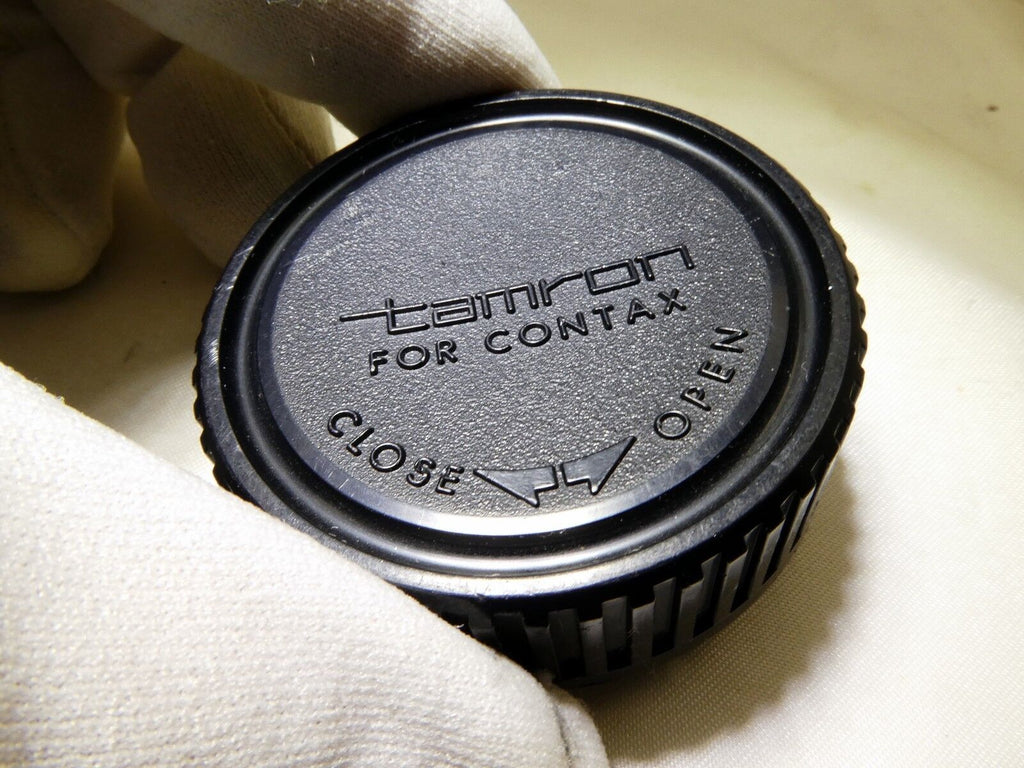 tamron
FOR CONTAX
CLOSE OPEN